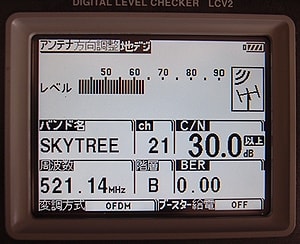 DIGITAL LEVEL CHECKER LCV2
アンテナ方向調整 地デジ
50 60 70 80 90
レベル
バンド名 ch C/N
SKYTREE 21 30.0 以上 dB
周波数 階層 BER
521.14MHz B 0.00
変調方式 OFDM ブースター給電 OFF